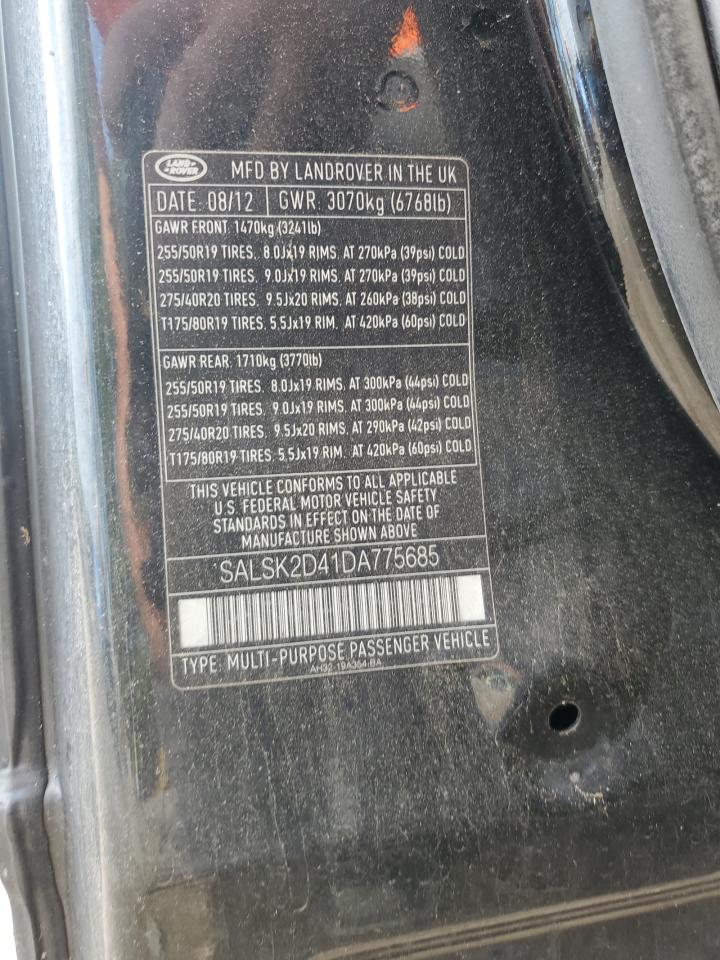 LAND ROVER MFD BY LANDROVER IN THE UK
DATE: 08/12 GWR: 3070kg (6768lb)
GAWR FRONT: 1470kg (3241lb)
255/50R19 TIRES. 8.0Jx19 RIMS. AT 270kPa (39psi) COLD
255/50R19 TIRES. 9.0Jx19 RIMS. AT 270kPa (39psi) COLD
275/40R20 TIRES. 9.5Jx20 RIMS. AT 260kPa (38psi) COLD
T175/80R19 TIRES. 5.5Jx19 RIM. AT 420kPa (60psi) COLD
GAWR REAR: 1710kg (3770lb)
255/50R19 TIRES. 8.0Jx19 RIMS. AT 300kPa (44psi) COLD
255/50R19 TIRES. 9.0Jx19 RIMS. AT 300kPa (44psi) COLD
275/40R20 TIRES. 9.5Jx20 RIMS. AT 290kPa (42psi) COLD
T175/80R19 TIRES. 5.5Jx19 RIM. AT 420kPa (60psi) COLD
THIS VEHICLE CONFORMS TO ALL APPLICABLE
U.S. FEDERAL MOTOR VEHICLE SAFETY
STANDARDS IN EFFECT ON THE DATE OF
MANUFACTURE SHOWN ABOVE
SALSK2D41DA775685
TYPE: MULTI-PURPOSE PASSENGER VEHICLE
AH32-19A354-BA